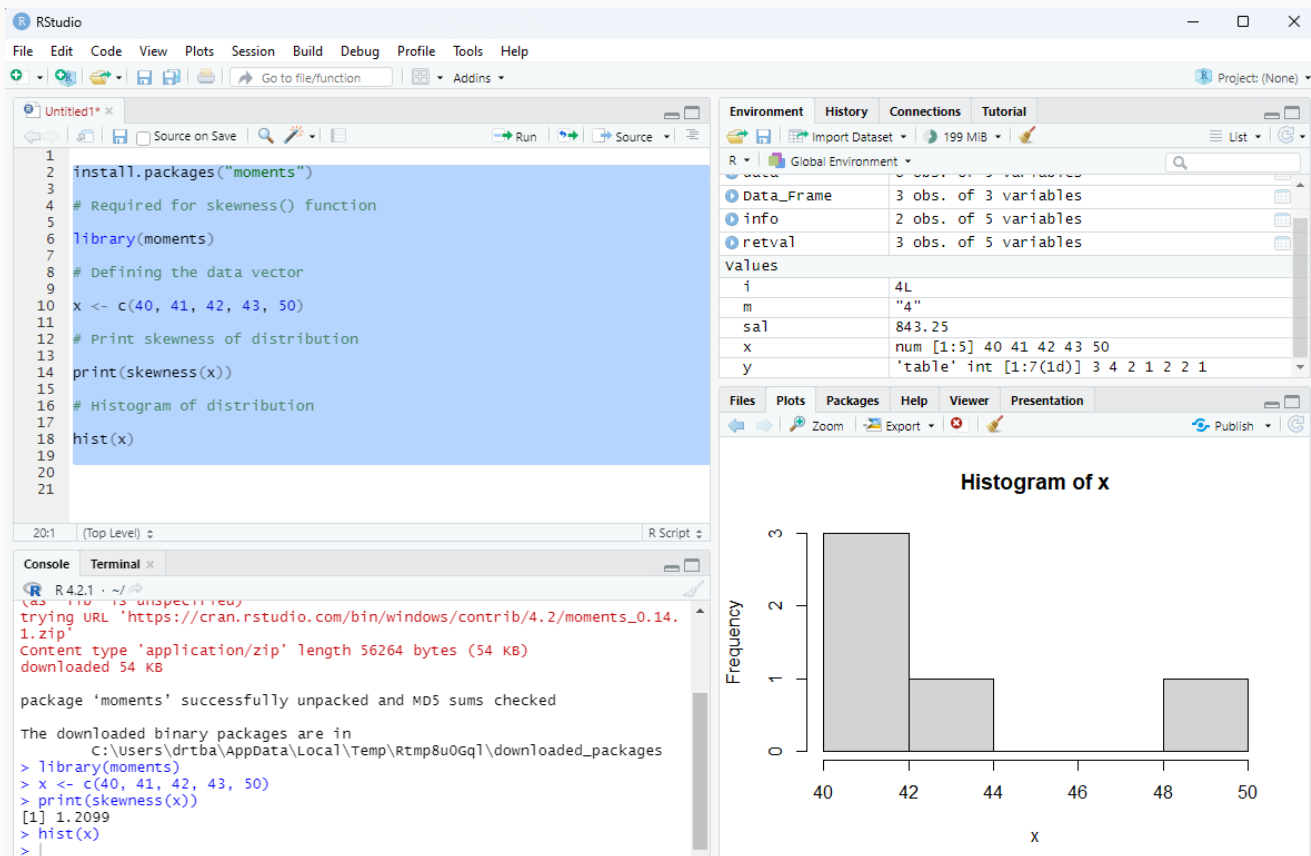 RStudio
File Edit Code View Plots Session Build Debug Profile Tools Help
Go to file/function Addins Project: (None)
Untitled1*
Source on Save Run Source
1
2 install.packages("moments")
3
4 # Required for skewness() function
5
6 library(moments)
7
8 # Defining the data vector
9
10 x <- c(40, 41, 42, 43, 50)
11
12 # Print skewness of distribution
13
14 print(skewness(x))
15
16 # Histogram of distribution
17
18 hist(x)
19
20
21
20:1 (Top Level) R Script
Console Terminal
R 4.2.1 · ~/
(as 'lib' is unspecified)
trying URL 'https://cran.rstudio.com/bin/windows/contrib/4.2/moments_0.14.
1.zip'
Content type 'application/zip' length 56264 bytes (54 KB)
downloaded 54 KB
package ‘moments’ successfully unpacked and MD5 sums checked
The downloaded binary packages are in
C:\Users\drtba\AppData\Local\Temp\Rtmp8uOGql\downloaded_packages
> library(moments)
> x <- c(40, 41, 42, 43, 50)
> print(skewness(x))
[1] 1.2099
> hist(x)
>
Environment History Connections Tutorial
Import Dataset 199 MiB List
R Global Environment
Data_Frame 3 obs. of 3 variables
info 2 obs. of 5 variables
retval 3 obs. of 5 variables
Values
i 4L
m "4"
sal 843.25
x num [1:5] 40 41 42 43 50
y 'table' int [1:7(1d)] 3 4 2 1 2 2 1
Files Plots Packages Help Viewer Presentation
Zoom Export Publish
Histogram of x
Frequency
3
2
1
0
40 42 44 46 48 50
x